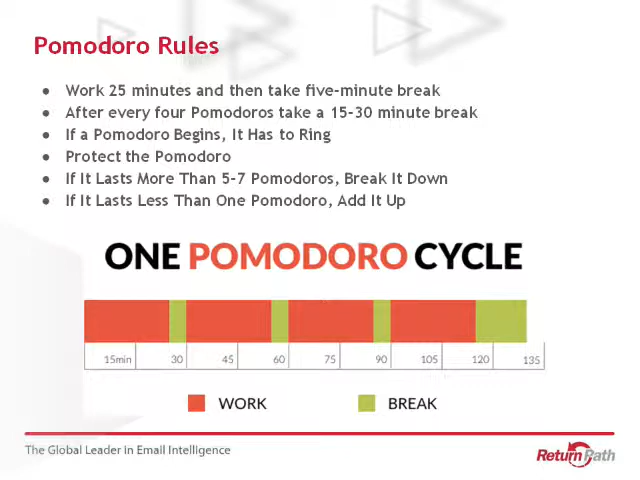 Pomodoro Rules
● Work 25 minutes and then take five-minute break
● After every four Pomodoros take a 15-30 minute break
● If a Pomodoro Begins, It Has to Ring
● Protect the Pomodoro
● If It Lasts More Than 5-7 Pomodoros, Break It Down
● If It Lasts Less Than One Pomodoro, Add It Up
ONE POMODORO CYCLE
15min 30 45 60 75 90 105 120 135
WORK BREAK
The Global Leader in Email Intelligence
Return Path